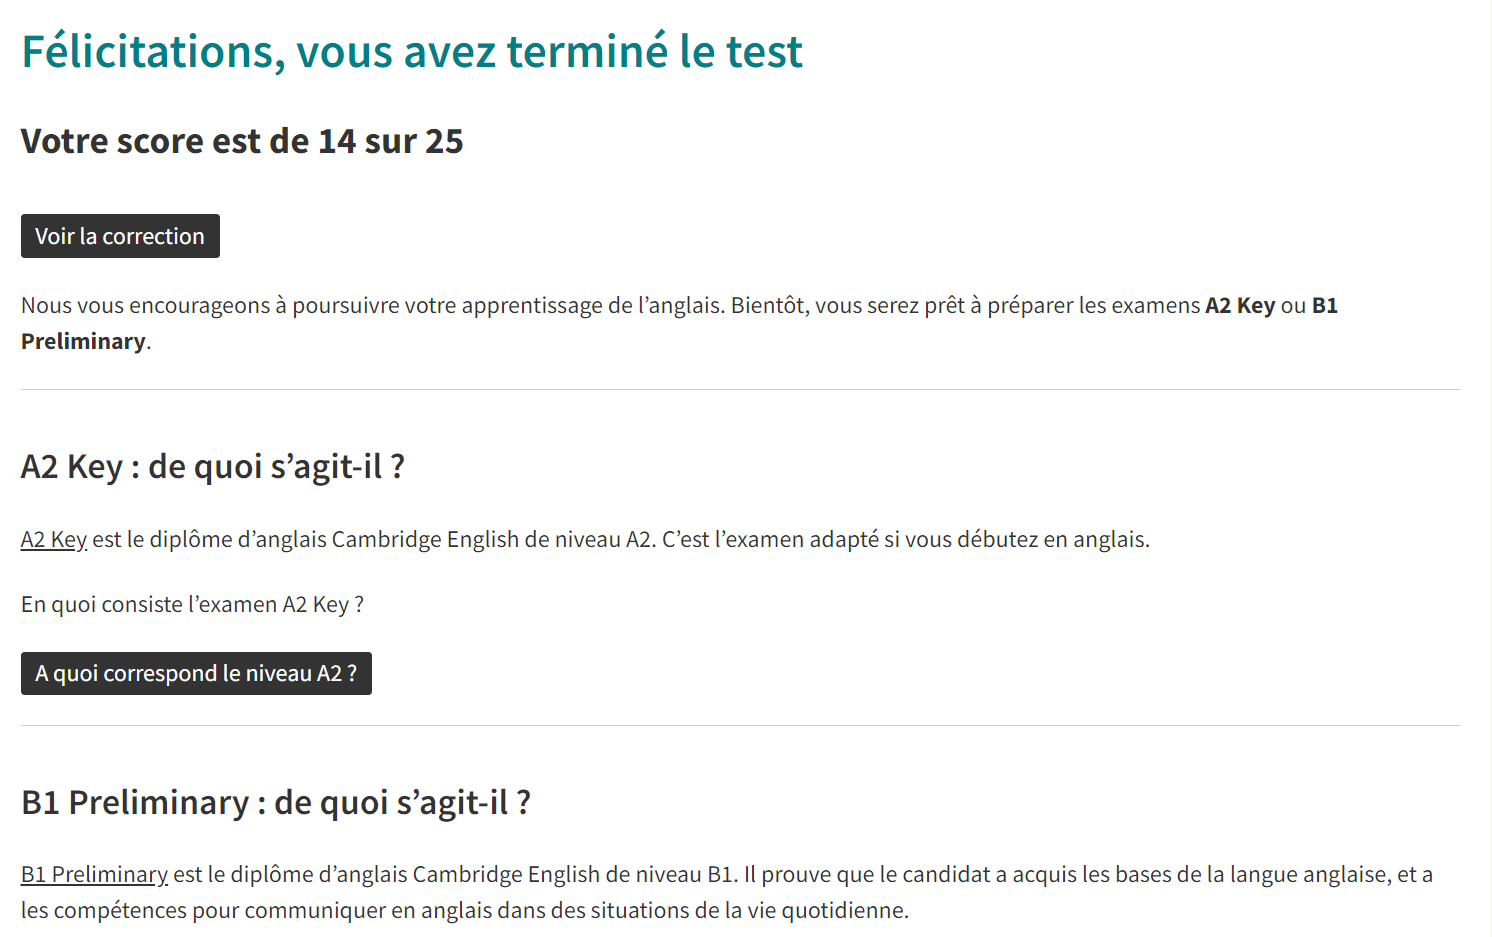 Félicitations, vous avez terminé le test
Votre score est de 14 sur 25
Voir la correction
Nous vous encourageons à poursuivre votre apprentissage de l’anglais. Bientôt, vous serez prêt à préparer les examens A2 Key ou B1
Preliminary.
A2 Key : de quoi s’agit-il ?
A2 Key est le diplôme d’anglais Cambridge English de niveau A2. C’est l’examen adapté si vous débutez en anglais.
En quoi consiste l’examen A2 Key ?
A quoi correspond le niveau A2 ?
B1 Preliminary : de quoi s’agit-il ?
B1 Preliminary est le diplôme d’anglais Cambridge English de niveau B1. Il prouve que le candidat a acquis les bases de la langue anglaise, et a
les compétences pour communiquer en anglais dans des situations de la vie quotidienne.